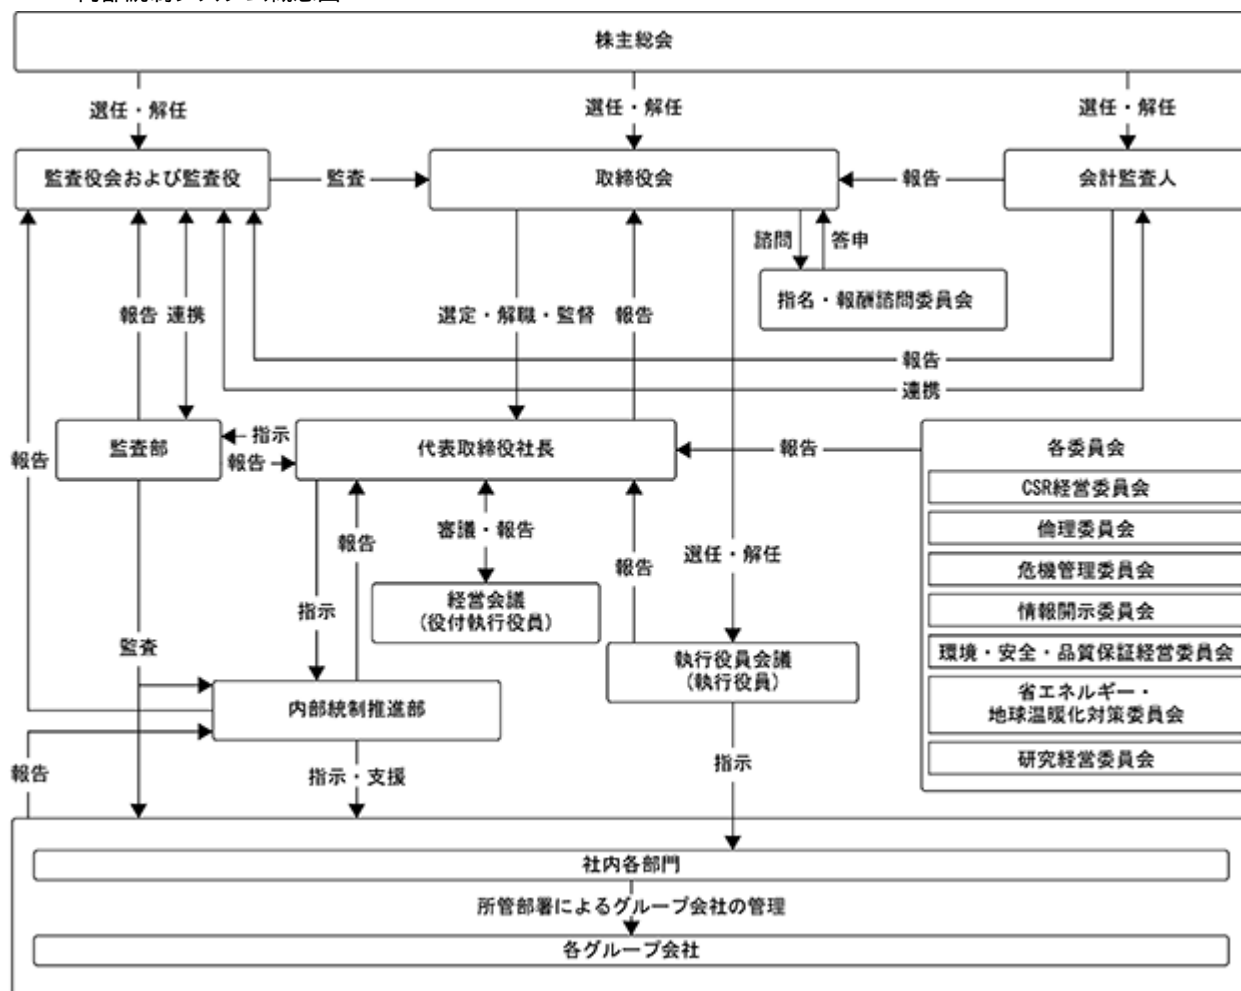 株主総会
選任・解任
選任・解任
選任・解任
監査役会および監査役
監査
取締役会
報告
会計監査人
諮問
答申
指名・報酬諮問委員会
報告
連携
選定・解職・監督
報告
報告
連携
監査部
指示
報告
代表取締役社長
報告
各委員会
CSR経営委員会
倫理委員会
危機管理委員会
情報開示委員会
環境・安全・品質保証経営委員会
省エネルギー・
地球温暖化対策委員会
研究経営委員会
報告
報告
審議・報告
経営会議
(役付執行役員)
報告
選任・解任
指示
監査
執行役員会議
(執行役員)
内部統制推進部
報告
指示・支援
指示
社内各部門
所管部署によるグループ会社の管理
各グループ会社